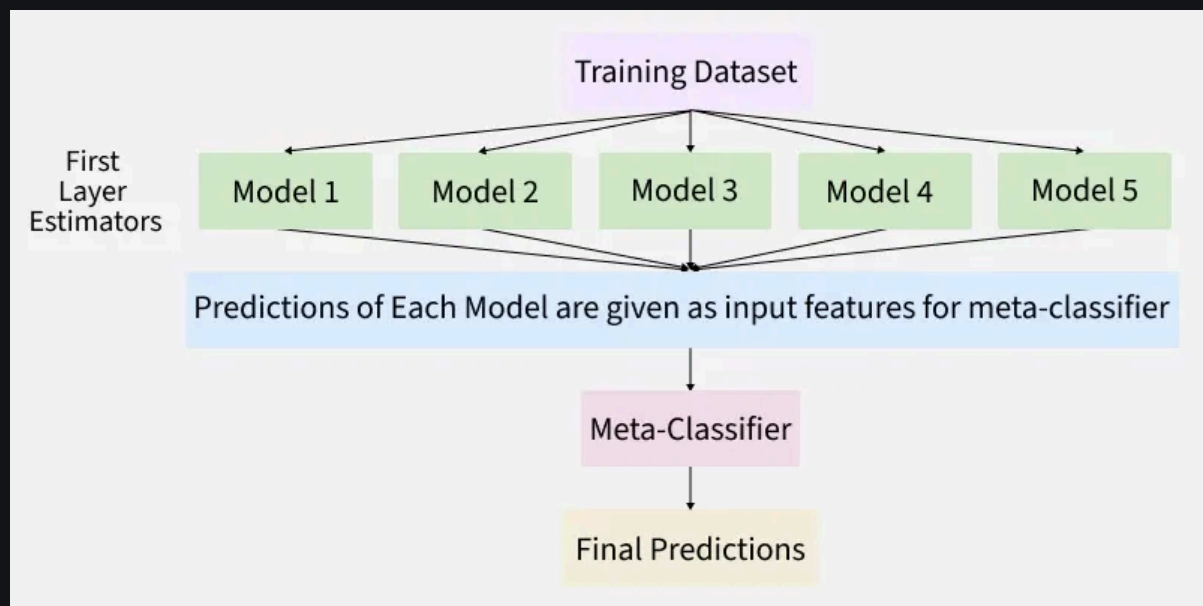 Training Dataset
First
Layer
Estimators
Model 1
Model 2
Model 3
Model 4
Model 5
Predictions of Each Model are given as input features for meta-classifier
Meta-Classifier
Final Predictions